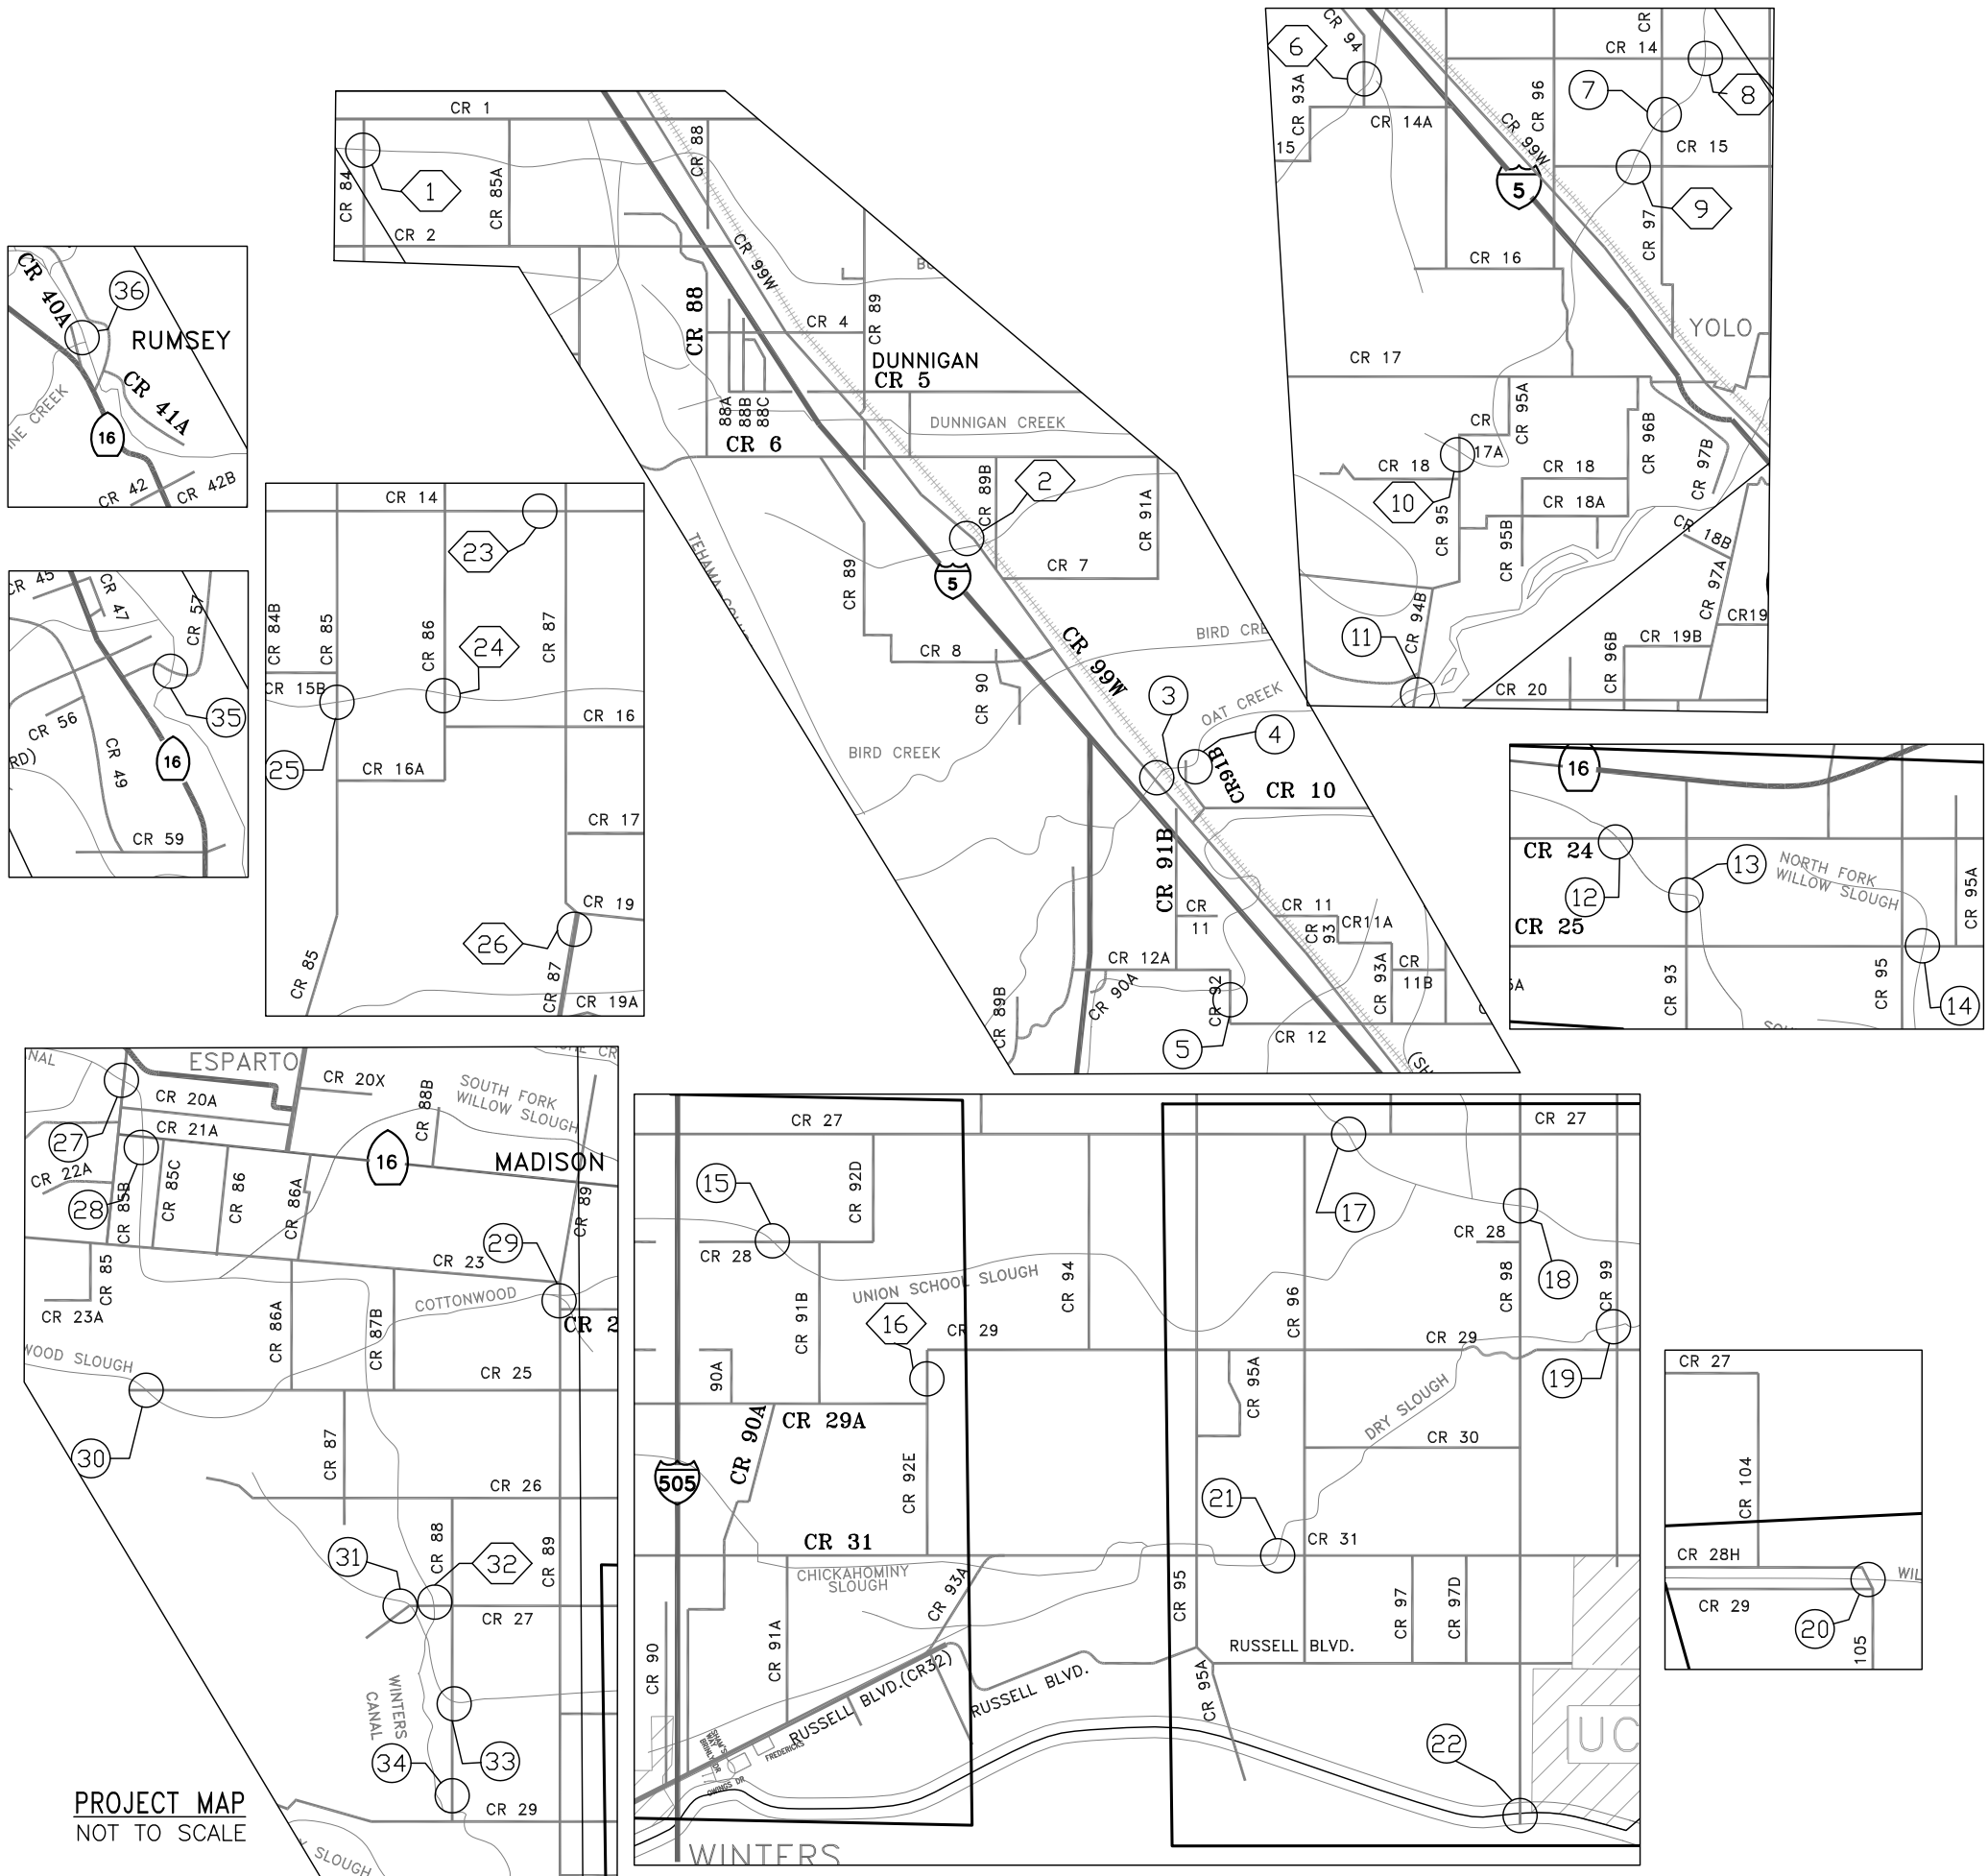 CR 1
CR 88
CR 84
1
CR 85A
CR 2
CR 99W
CR 88
CR 4
CR 89
DUNNIGAN
CR 5
88A
88B
88C
DUNNIGAN CREEK
CR 6
CR 89B
2
CR 91A
CR 89
5
CR 7
BIRD CRE
CR 8
CR 99W
CR 90
3
OAT CREEK
4
BIRD CREEK
CR91B
CR 10
CR 91B
CR 11
CR 11
CR 93
CR11A
CR 12A
CR 93A
CR 11B
CR 90A
CR 92
CR 89B
5
CR 12
CR 94
6
CR 93A
CR 14A
15
CR 96
CR 99W
CR
CR 14
7
8
CR 15
5
9
CR 97
CR 16
YOLO
CR 17
CR 95A
CR
17A
CR 96B
CR 97B
CR 18
CR 18
10
CR 18A
CR 95
CR 95B
CR 18B
CR 97A
CR 94B
11
CR19
CR 19B
CR 96B
CR 20
CR 40A
36
RUMSEY
CR 41A
NE CREEK
16
CR 42
CR 42B
CR 45
CR 47
CR 57
CR 56
35
RD)
CR 49
16
CR 59
CR 14
23
CR 84B
CR 85
CR 86
CR 87
24
CR 15B
CR 16
25
CR 16A
CR 17
CR 19
26
CR 85
CR 87
CR 19A
16
CR 24
13
NORTH FORK
WILLOW SLOUGH
12
CR 95A
CR 25
CR 93
CR 95
14
NAL
ESPARTO
CR 20X
CR 20A
CR 88B
SOUTH FORK
WILLOW SLOUGH
27
CR 21A
16
MADISON
CR 22A
28
CR 85B
CR 85C
CR 86
CR 86A
CR 89
29
CR 23
CR 85
CR 23A
COTTONWOOD
CR 86A
CR 87B
CR 2
WOOD SLOUGH
CR 25
30
CR 87
CR 26
31
CR 88
32
CR 89
CR 27
WINTERS
CANAL
34
33
PROJECT MAP
NOT TO SCALE
CR 29
SLOUGH
CR 27
CR 27
15
CR 92D
17
CR 28
CR 28
UNION SCHOOL SLOUGH
CR 94
CR 96
CR 98
18
CR 99
CR 91B
16
CR 29
CR 29
90A
CR 95A
19
CR 90A
CR 29A
DRY SLOUGH
CR 30
505
CR 92E
21
CR 31
CR 31
CHICKAHOMINY
SLOUGH
CR 93A
CR 95
CR 97
CR 97D
CR 90
CR 91A
RUSSELL BLVD.
RUSSELL BLVD.(CR32)
RUSSELL BLVD.
CR 95A
FREDERICKS
OWINGS DR
22
UC
WINTERS
CR 27
CR 104
CR 28H
WIL
CR 29
20
105